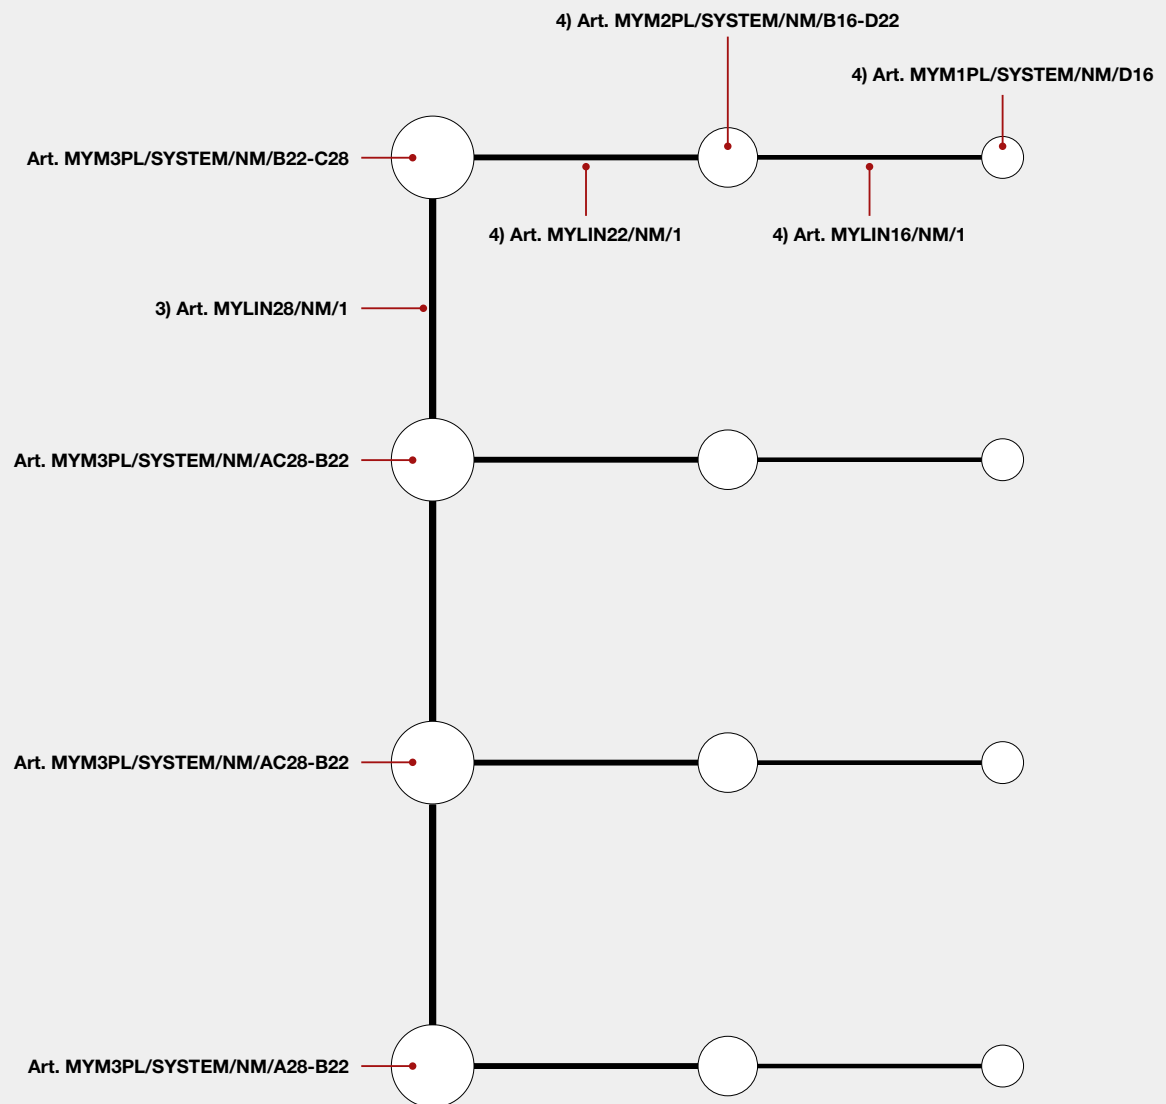 4) Art. MYM2PL/SYSTEM/NM/B16-D22
4) Art. MYM1PL/SYSTEM/NM/D16
Art. MYM3PL/SYSTEM/NM/B22-C28
4) Art. MYLIN22/NM/1
4) Art. MYLIN16/NM/1
3) Art. MYLIN28/NM/1
Art. MYM3PL/SYSTEM/NM/AC28-B22
Art. MYM3PL/SYSTEM/NM/AC28-B22
Art. MYM3PL/SYSTEM/NM/A28-B22